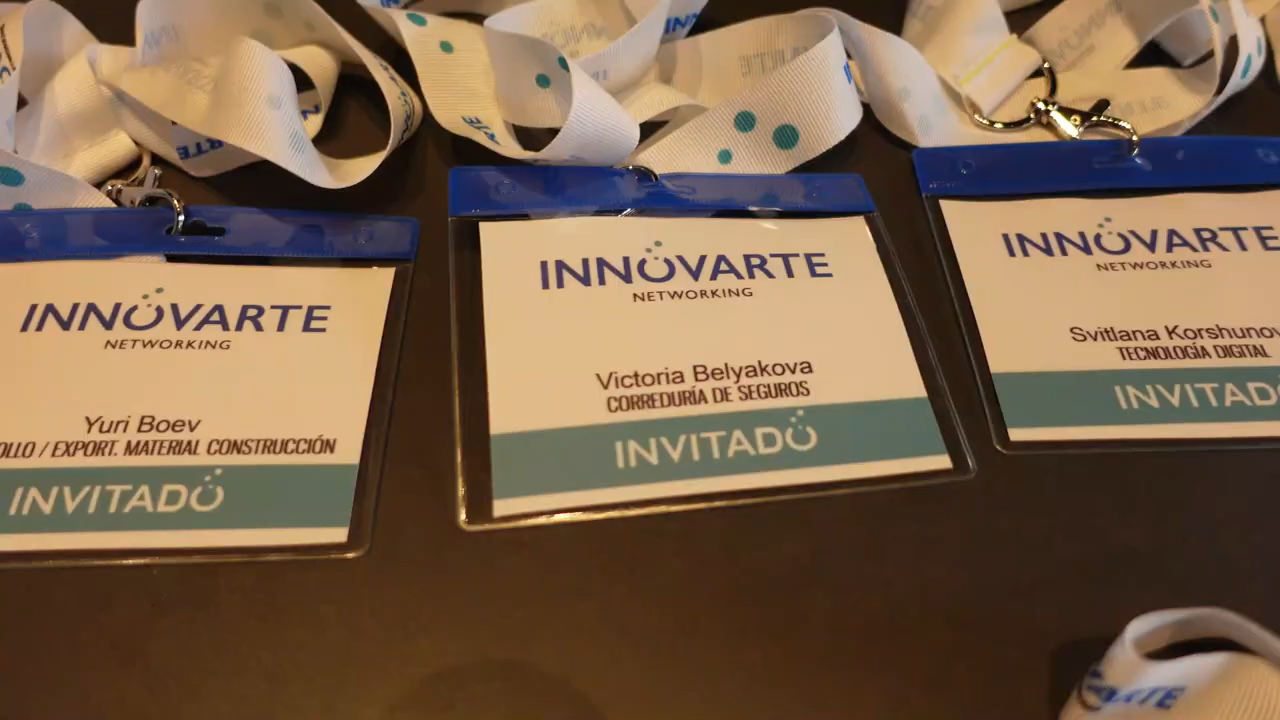 INNOVARTE
NETWORKING
Yuri Boev
OLLO / EXPORT. MATERIAL CONSTRUCCIÓN
INVITADO
INNOVARTE
NETWORKING
Victoria Belyakova
CORREDURÍA DE SEGUROS
INVITADO
INNOVARTE
NETWORKING
Svitlana Korshunov
TECNOLOGÍA DIGITAL
INVITADO